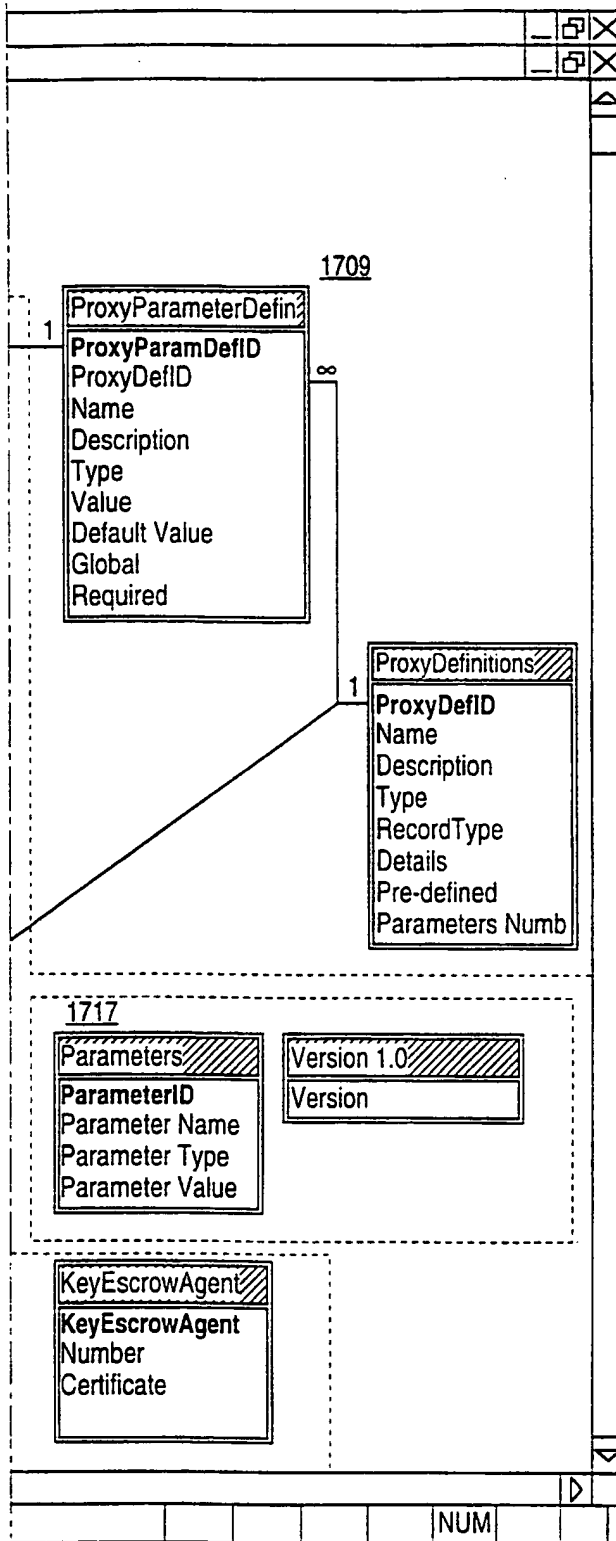 1709
ProxyParameterDefin
1
ProxyParamDefID
∞
ProxyDefID
Name
Description
Type
Value
Default Value
Global
Required
ProxyDefinitions
1
ProxyDefID
Name
Description
Type
RecordType
Details
Pre-defined
Parameters Numb
1717
Parameters
ParameterID
Parameter Name
Parameter Type
Parameter Value
Version 1.0
Version
KeyEscrowAgent
KeyEscrowAgent
Number
Certificate
NUM